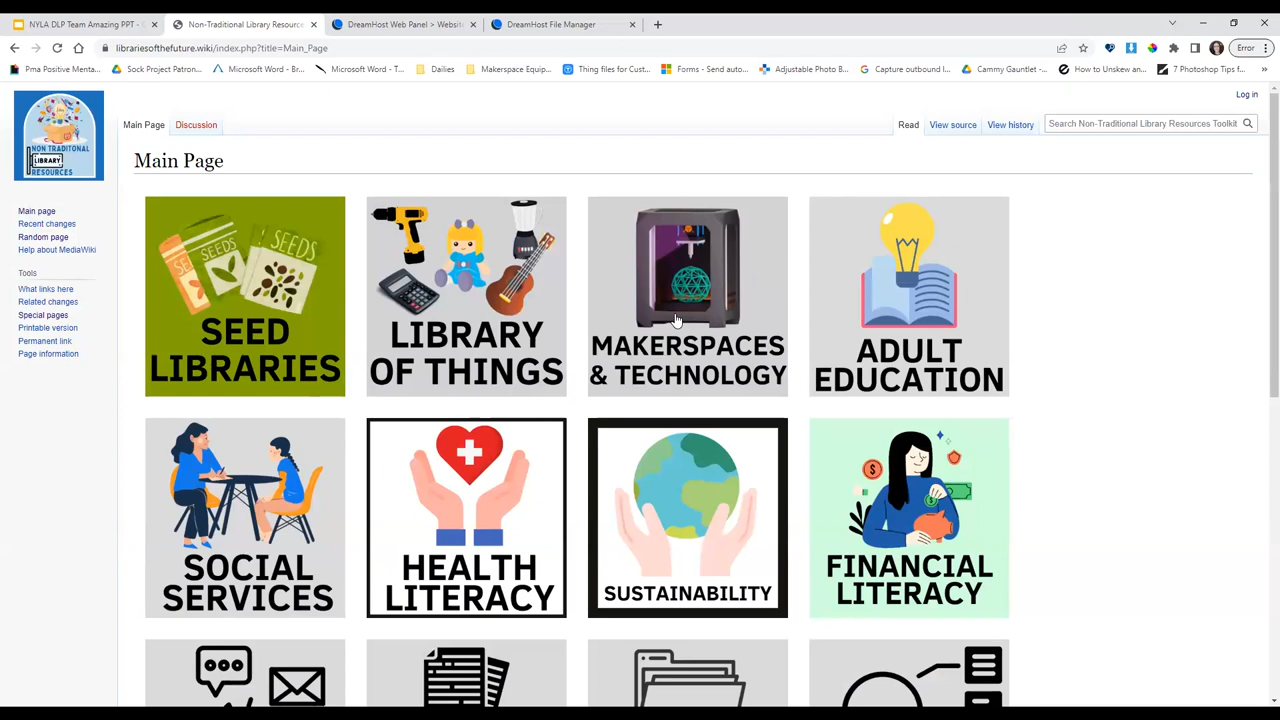 NYLA DLP Team Amazing PPT -
Non-Traditional Library Resource
DreamHost Web Panel > Websit
DreamHost File Manager
librariesofthefuture.wiki/index.php?title=Main_Page
Error
Pma Positive Menta...
Sock Project Patron...
Microsoft Word - Br...
Microsoft Word - T...
Dailies
Makerspace Equip...
Thing files for Cust...
Forms - Send auto...
Adjustable Photo B...
Capture outbound l...
Cammy Gauntlet - ...
How to Unskew an...
7 Photoshop Tips f...
Log in
NON TRADITONAL
LIBRARY
RESOURCES
Main Page
Discussion
Read
View source
View history
Search Non-Traditional Library Resources Toolkit
Main Page
Main page
Recent changes
Random page
Help about MediaWiki
Tools
What links here
Related changes
Special pages
Printable version
Permanent link
Page information
SEEDS
SEEDS
SEEDS
SEED
LIBRARIES
LIBRARY
OF THINGS
MAKERSPACES
& TECHNOLOGY
ADULT
EDUCATION
SOCIAL
SERVICES
HEALTH
LITERACY
SUSTAINABILITY
$
FINANCIAL
LITERACY